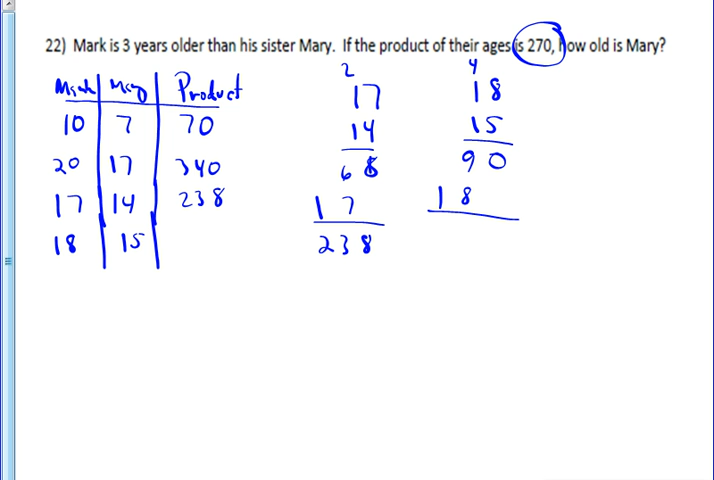 22) Mark is 3 years older than his sister Mary. If the product of their ages is 270, how old is Mary?
Mark Mary Product
10 7 70
20 17 340
17 14 238
18 15
2
17
14
68
17
238
4
18
15
90
18